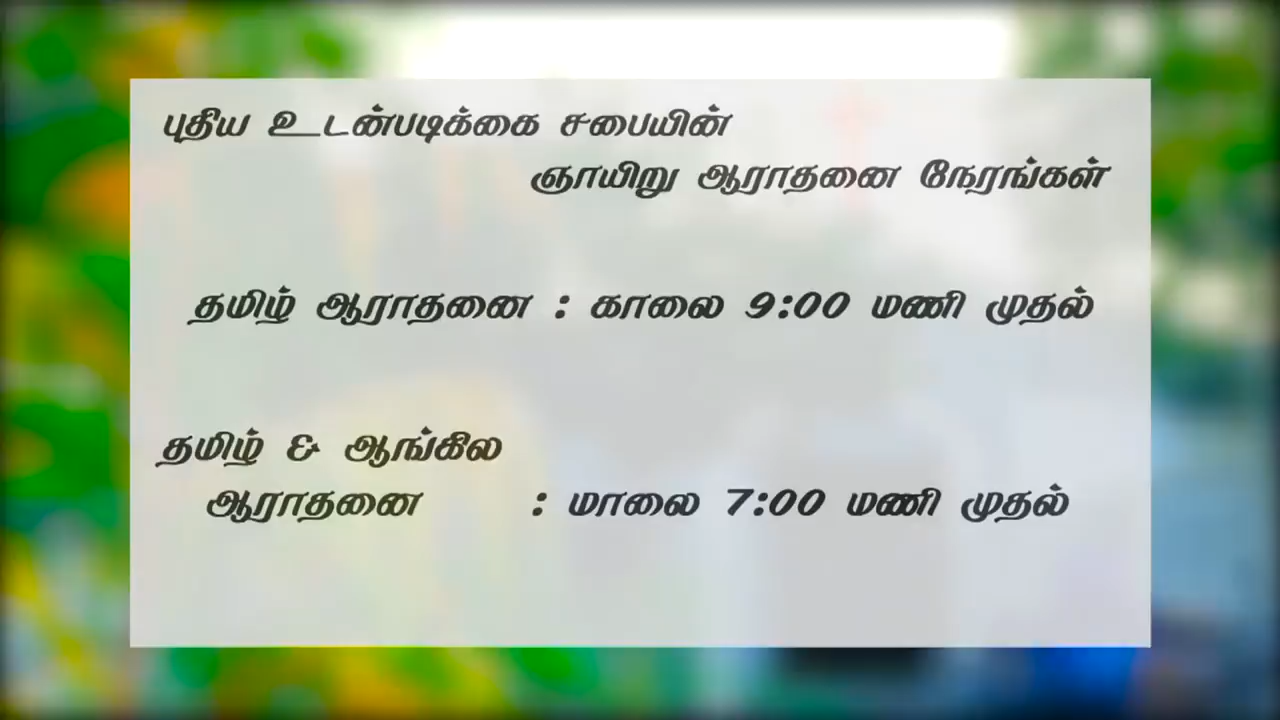 புதிய உடன்படிக்கை சபையின்
ஞாயிறு ஆராதனை நேரங்கள்
தமிழ் ஆராதனை : காலை 9:00 மணி முதல்
தமிழ் & ஆங்கில
ஆராதனை : மாலை 7:00 மணி முதல்